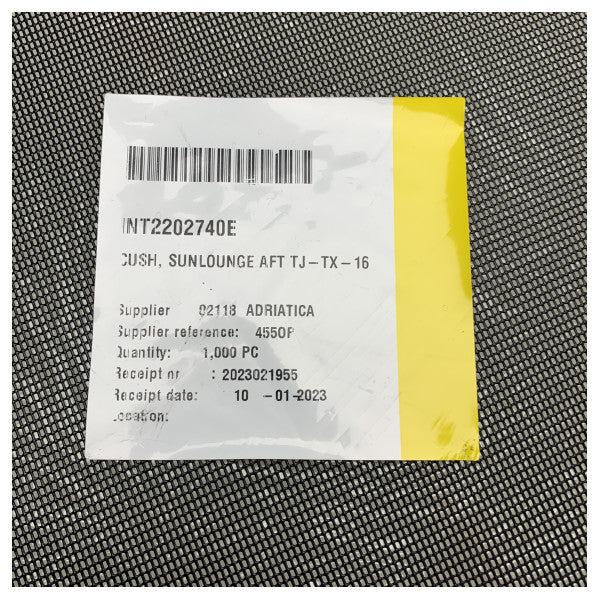 INT2202740E
CUSH, SUNLOUNGE AFT TJ-TX-16
Supplier 92118 ADRIATICA
Supplier reference: 4550P
Quantity: 1,000 PC
Receipt nr : 2023021955
Receipt date: 10 -01-2023
Location: